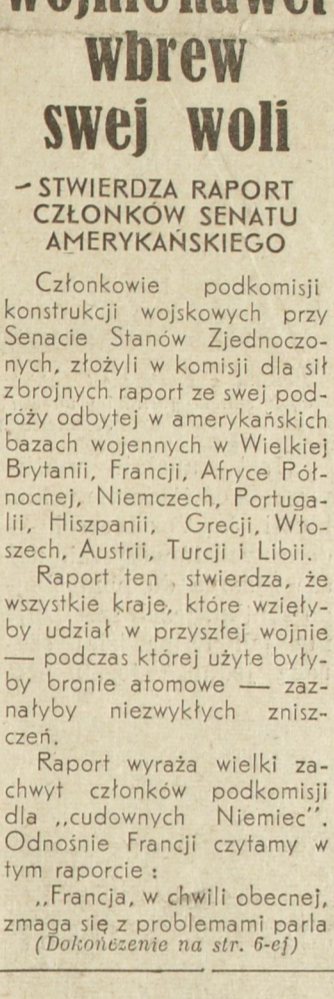 wojnie nawet
wbrew
swej woli
— STWIERDZA RAPORT
CZŁONKÓW SENATU
AMERYKAŃSKIEGO
Członkowie podkomisji
konstrukcji wojskowych przy
Senacie Stanów Zjednoczo-
nych, złożyli w komisji dla sił
zbrojnych raport ze swej pod-
róży odbytej w amerykańskich
bazach wojennych w Wielkiej
Brytanii, Francji, Afryce Pół-
nocnej, Niemczech, Portuga-
lii, Hiszpanii, Grecji, Wło-
szech, Austrii, Turcji i Libii.
Raport ten stwierdza, że
wszystkie kraje, które wzięły-
by udział w przyszłej wojnie
— podczas której użyte były-
by bronie atomowe — zaz-
nałyby niezwykłych znisz-
czeń.
Raport wyraża wielki za-
chwyt członków podkomisji
dla ,,cudownych Niemiec''.
Odnośnie Francji czytamy w
tym raporcie :
,,Francja, w chwili obecnej,
zmaga się z problemami parla
(Dokończenie na str. 6-ej)